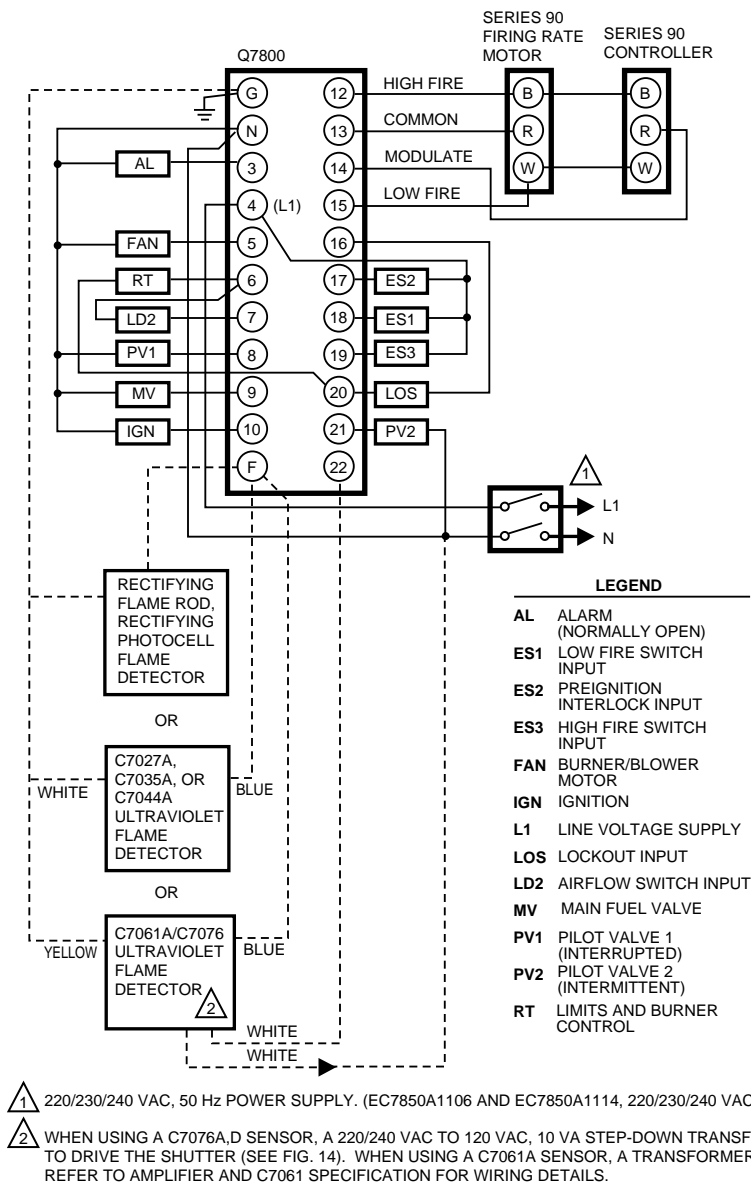 SERIES 90
FIRING RATE
MOTOR
SERIES 90
CONTROLLER
Q7800
G
12
HIGH FIRE
B
B
N
13
COMMON
R
R
AL
3
14
MODULATE
W
W
4
(L1)
15
LOW FIRE
FAN
5
16
RT
6
17
ES2
LD2
7
18
ES1
PV1
8
19
ES3
MV
9
20
LOS
IGN
10
21
PV2
F
22
1
L1
N
RECTIFYING
FLAME ROD,
RECTIFYING
PHOTOCELL
FLAME
DETECTOR
OR
C7027A,
C7035A, OR
C7044A
ULTRAVIOLET
FLAME
DETECTOR
WHITE
BLUE
OR
C7061A/C7076
ULTRAVIOLET
FLAME
DETECTOR
2
YELLOW
BLUE
WHITE
WHITE
LEGEND
AL ALARM
(NORMALLY OPEN)
ES1 LOW FIRE SWITCH
INPUT
ES2 PREIGNITION
INTERLOCK INPUT
ES3 HIGH FIRE SWITCH
INPUT
FAN BURNER/BLOWER
MOTOR
IGN IGNITION
L1 LINE VOLTAGE SUPPLY
LOS LOCKOUT INPUT
LD2 AIRFLOW SWITCH INPUT
MV MAIN FUEL VALVE
PV1 PILOT VALVE 1
(INTERRUPTED)
PV2 PILOT VALVE 2
(INTERMITTENT)
RT LIMITS AND BURNER
CONTROL
1 220/230/240 VAC, 50 Hz POWER SUPPLY. (EC7850A1106 AND EC7850A1114, 220/230/240 VAC
2 WHEN USING A C7076A,D SENSOR, A 220/240 VAC TO 120 VAC, 10 VA STEP-DOWN TRANSF
TO DRIVE THE SHUTTER (SEE FIG. 14). WHEN USING A C7061A SENSOR, A TRANSFORMER
REFER TO AMPLIFIER AND C7061 SPECIFICATION FOR WIRING DETAILS.